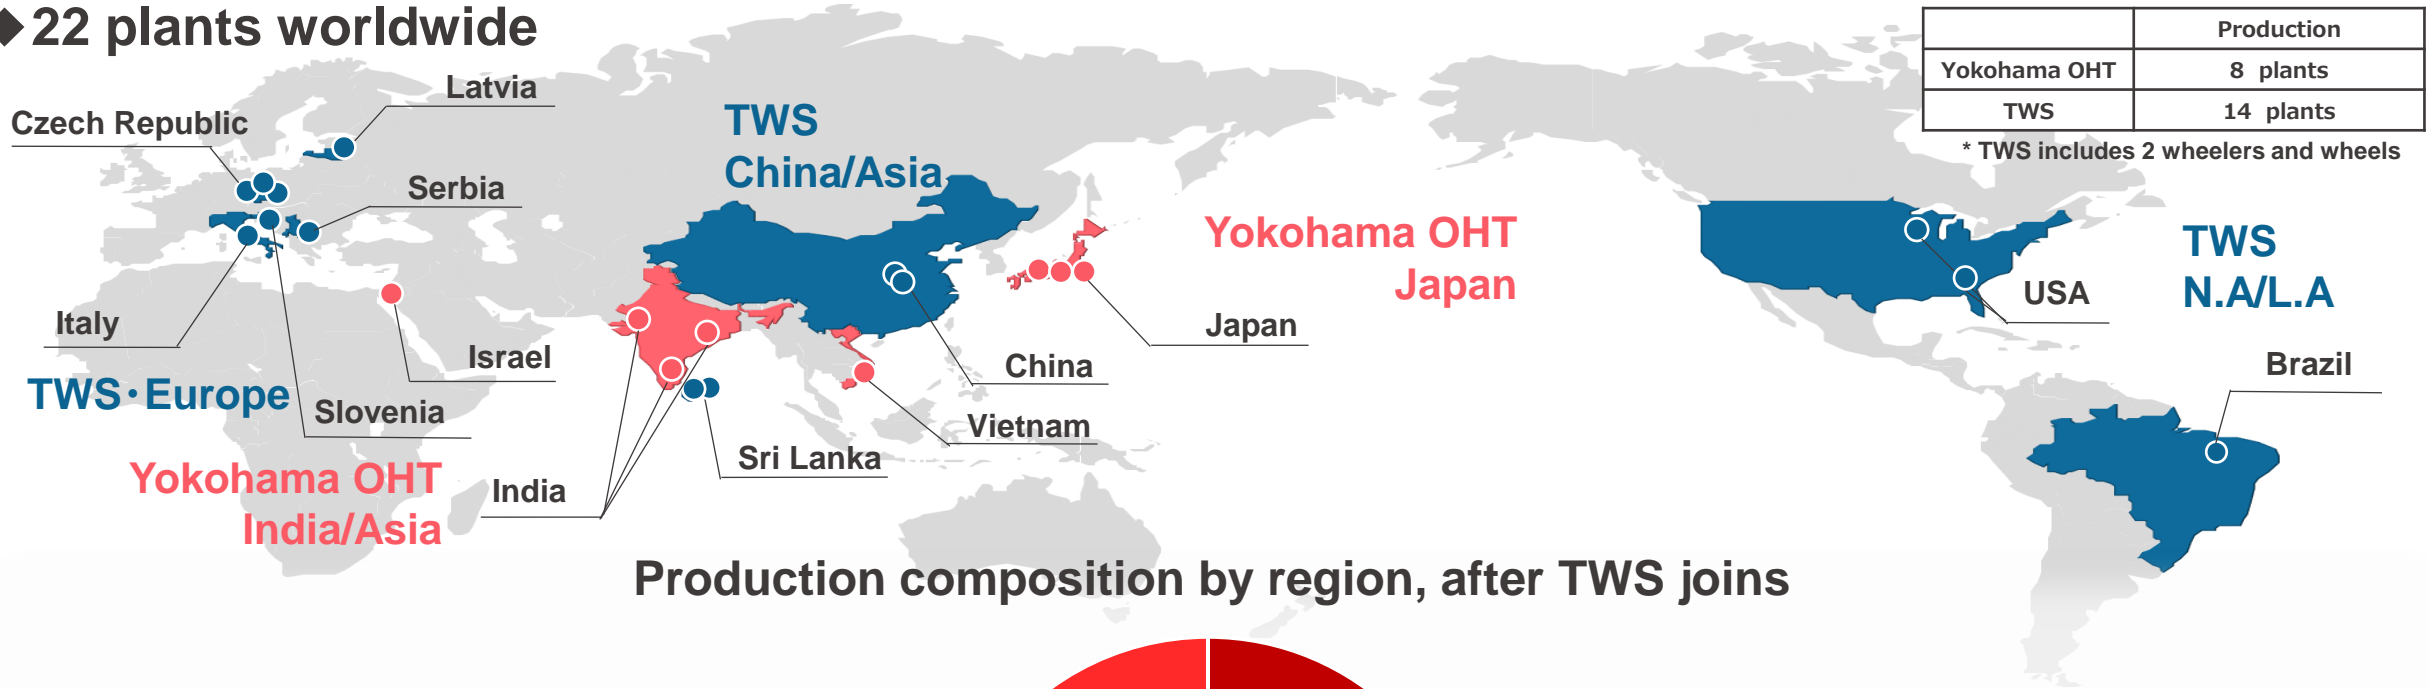 ◆22 plants worldwide
Production
Yokohama OHT 8 plants
TWS 14 plants
* TWS includes 2 wheelers and wheels
Latvia
Czech Republic
Serbia
TWS
China/Asia
Yokohama OHT
Japan
TWS
N.A/L.A
USA
Italy
Israel
Japan
China
Brazil
TWS・Europe
Slovenia
Vietnam
Sri Lanka
Yokohama OHT
India/Asia
India
Production composition by region, after TWS joins